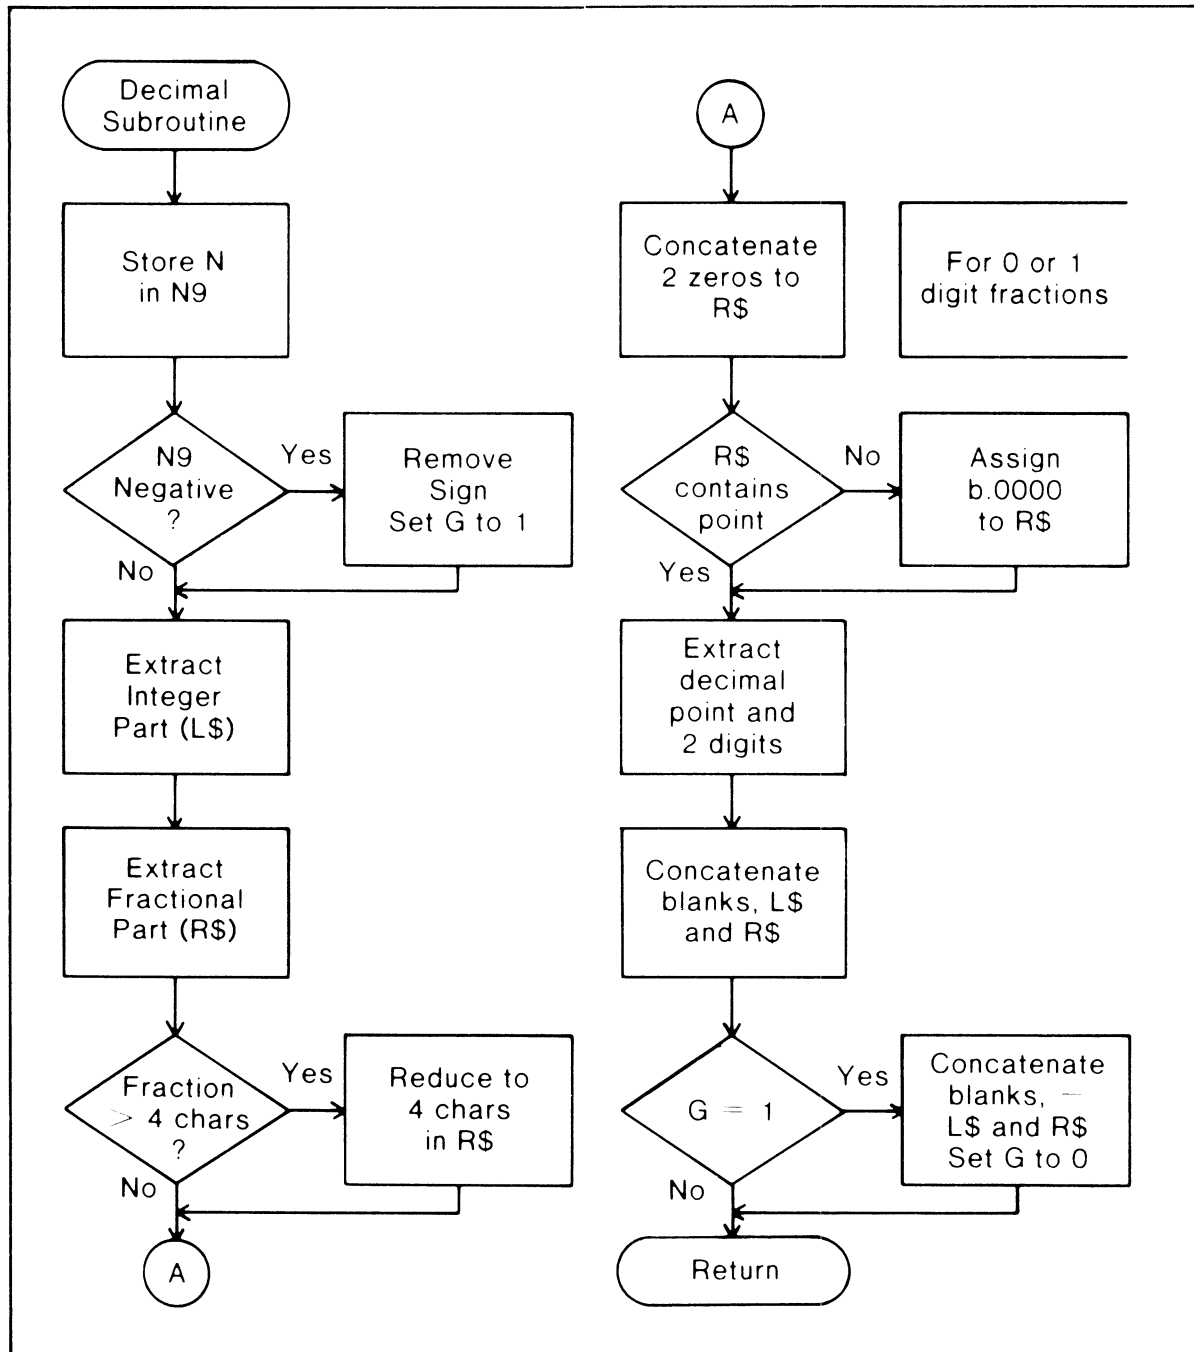 Decimal
Subroutine
Store N
in N9
N9
Negative
?
Yes
Remove
Sign
Set G to 1
No
Extract
Integer
Part (L$)
Extract
Fractional
Part (R$)
Fraction
> 4 chars
?
Yes
Reduce to
4 chars
in R$
No
A
A
Concatenate
2 zeros to
R$
For 0 or 1
digit fractions
R$
contains
point
No
Assign
b.0000
to R$
Yes
Extract
decimal
point and
2 digits
Concatenate
blanks, L$
and R$
G = 1
Yes
Concatenate
blanks, –
L$ and R$
Set G to 0
No
Return